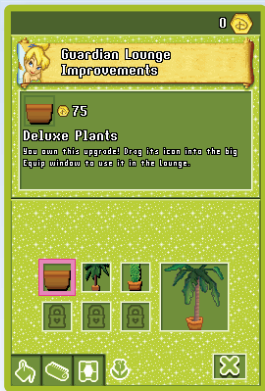 0
Guardian Lounge
Improvements
75
Deluxe Plants
You own this upgrade! Drag its icon into the big
Equip window to use it in the lounge.